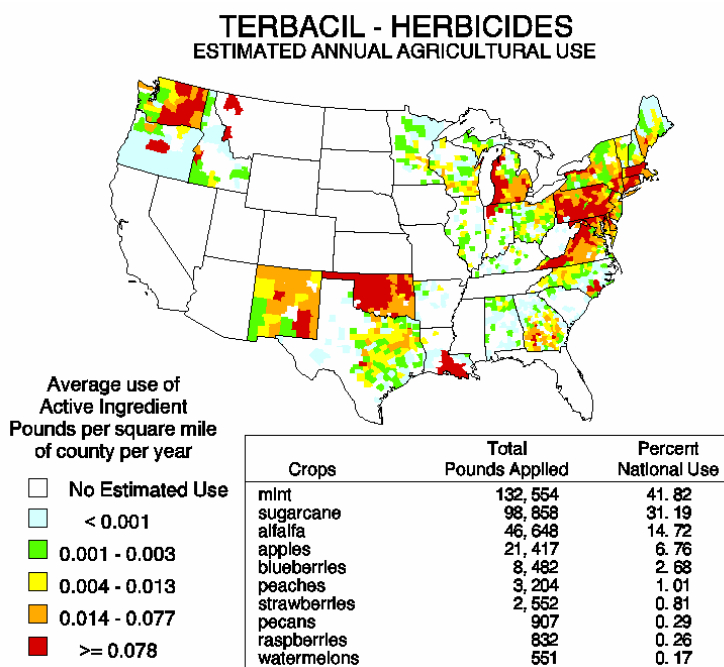 TERBACIL - HERBICIDES
ESTIMATED ANNUAL AGRICULTURAL USE
Average use of
Active Ingredient
Pounds per square mile
of county per year
No Estimated Use
< 0.001
0.001 - 0.003
0.004 - 0.013
0.014 - 0.077
>= 0.078
Crops Total Pounds Applied Percent National Use
mint 132, 554 41. 82
sugarcane 98, 858 31. 19
alfalfa 46, 648 14. 72
apples 21, 417 6. 76
blueberries 8, 482 2. 68
peaches 3, 204 1. 01
strawberries 2, 552 0. 81
pecans 907 0. 29
raspberries 832 0. 26
watermelons 551 0. 17